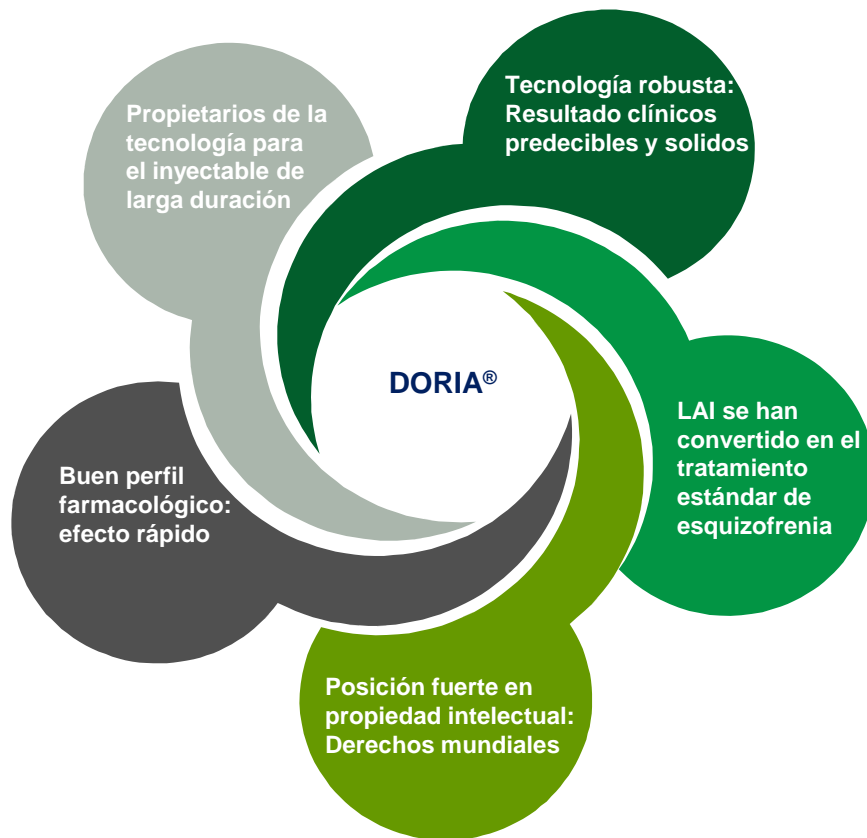 Propietarios de la
tecnología para
el inyectable de
larga duración
Tecnología robusta:
Resultado clínicos
predecibles y solidos
DORIA®
LAI se han
convertido en el
tratamiento
estándar de
esquizofrenia
Buen perfil
farmacológico:
efecto rápido
Posición fuerte en
propiedad intelectual:
Derechos mundiales